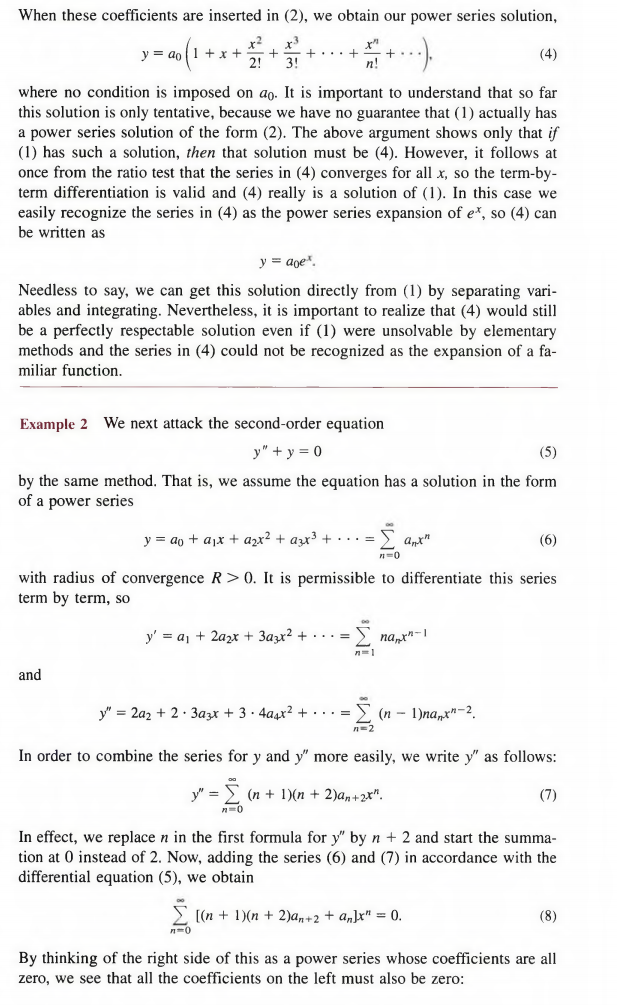 When these coefficients are inserted in (2), we obtain our power series solution,
y = a₀(1 + x + x²/2! + x³/3! + · · · + xⁿ/n! + · · ·), (4)
where no condition is imposed on a₀. It is important to understand that so far
this solution is only tentative, because we have no guarantee that (1) actually has
a power series solution of the form (2). The above argument shows only that if
(1) has such a solution, then that solution must be (4). However, it follows at
once from the ratio test that the series in (4) converges for all x, so the term-by-
term differentiation is valid and (4) really is a solution of (1). In this case we
easily recognize the series in (4) as the power series expansion of eˣ, so (4) can
be written as
y = a₀eˣ.
Needless to say, we can get this solution directly from (1) by separating vari-
ables and integrating. Nevertheless, it is important to realize that (4) would still
be a perfectly respectable solution even if (1) were unsolvable by elementary
methods and the series in (4) could not be recognized as the expansion of a fa-
miliar function.
Example 2 We next attack the second-order equation
y″ + y = 0 (5)
by the same method. That is, we assume the equation has a solution in the form
of a power series
y = a₀ + a₁x + a₂x² + a₃x³ + · · · = ∑_{n=0}^{∞} aₙxⁿ (6)
with radius of convergence R > 0. It is permissible to differentiate this series
term by term, so
y′ = a₁ + 2a₂x + 3a₃x² + · · · = ∑_{n=1}^{∞} naₙxⁿ⁻¹
and
y″ = 2a₂ + 2 · 3a₃x + 3 · 4a₄x² + · · · = ∑_{n=2}^{∞} (n − 1)naₙxⁿ⁻².
In order to combine the series for y and y″ more easily, we write y″ as follows:
y″ = ∑_{n=0}^{∞} (n + 1)(n + 2)aₙ₊₂xⁿ. (7)
In effect, we replace n in the first formula for y″ by n + 2 and start the summa-
tion at 0 instead of 2. Now, adding the series (6) and (7) in accordance with the
differential equation (5), we obtain
∑_{n=0}^{∞} [(n + 1)(n + 2)aₙ₊₂ + aₙ]xⁿ = 0. (8)
By thinking of the right side of this as a power series whose coefficients are all
zero, we see that all the coefficients on the left must also be zero: